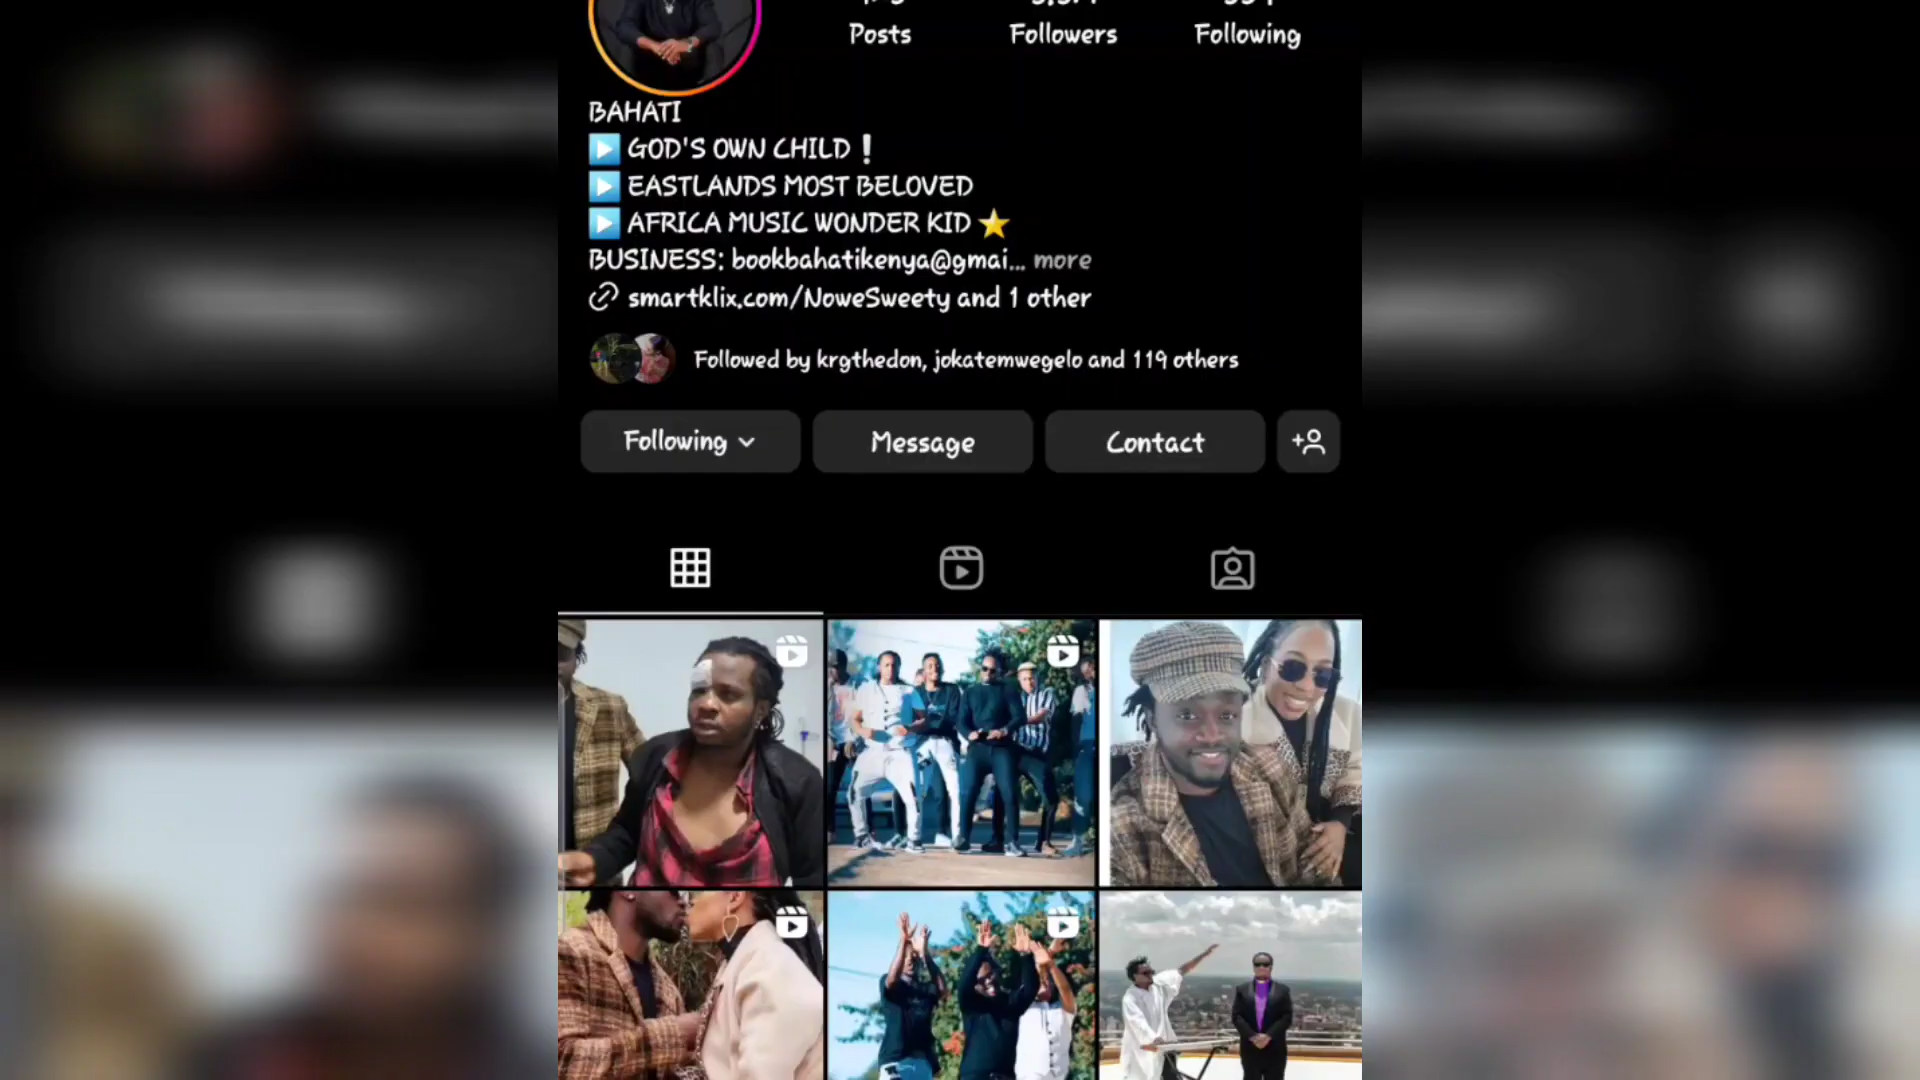 Posts Followers Following
BAHATI
GOD'S OWN CHILD❗
EASTLANDS MOST BELOVED
AFRICA MUSIC WONDER KID ⭐
BUSINESS: bookbahatikenya@gmai... more
smartklix.com/NoweSweety and 1 other
Followed by krgthedon, jokatemwegelo and 119 others
Following Message Contact